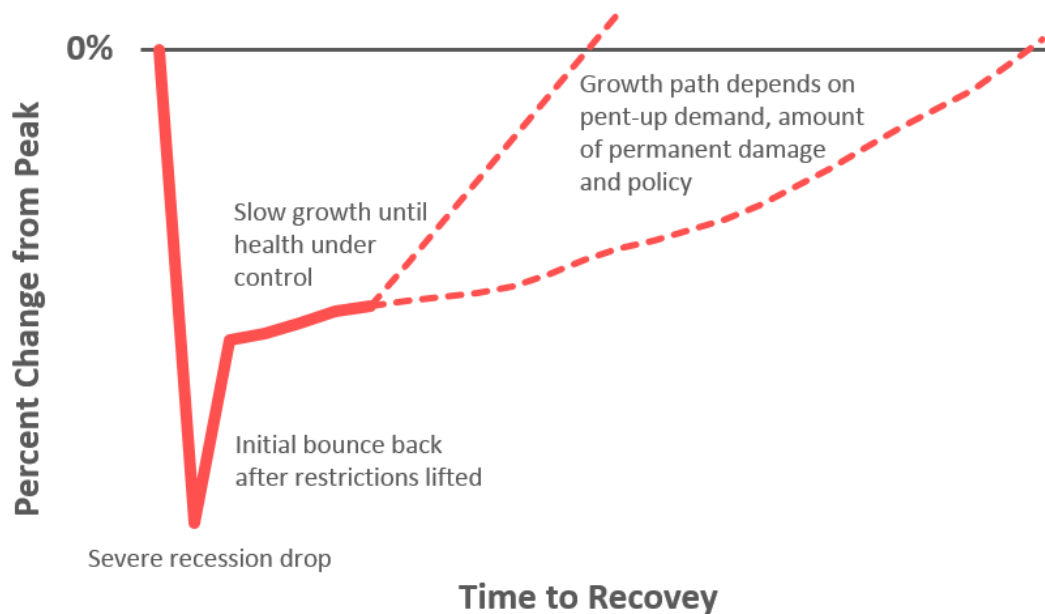 0%
Growth path depends on
pent-up demand, amount
of permanent damage
and policy
Slow growth until
health under
control
Percent Change from Peak
Initial bounce back
after restrictions lifted
Severe recession drop
Time to Recovey